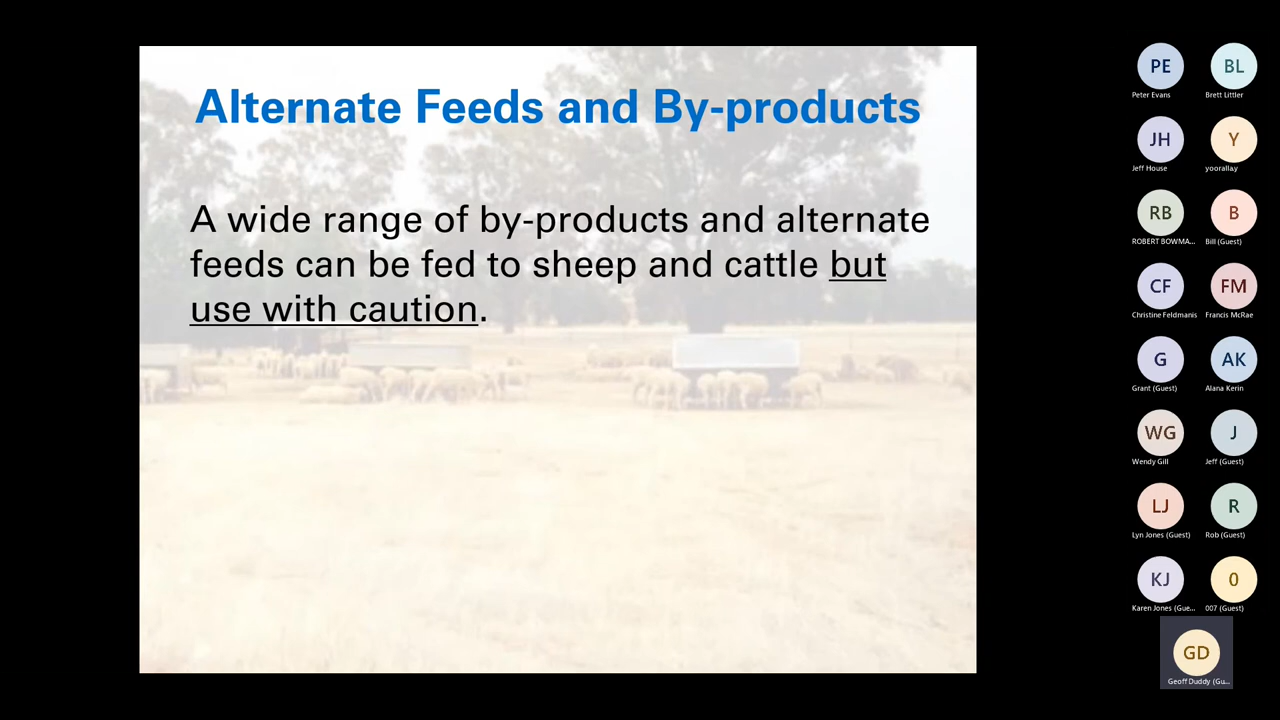 Alternate Feeds and By-products
A wide range of by-products and alternate
feeds can be fed to sheep and cattle but
use with caution.
PE
Peter Evans
BL
Brett Littler
JH
Jeff House
Y
yoorallay
RB
ROBERT BOWMA...
B
Bill (Guest)
CF
Christine Feldmanis
FM
Francis McRae
G
Grant (Guest)
AK
Alana Kerin
WG
Wendy Gill
J
Jeff (Guest)
LJ
Lyn Jones (Guest)
R
Rob (Guest)
KJ
Karen Jones (Gue...
0
007 (Guest)
GD
Geoff Duddy (Gu...